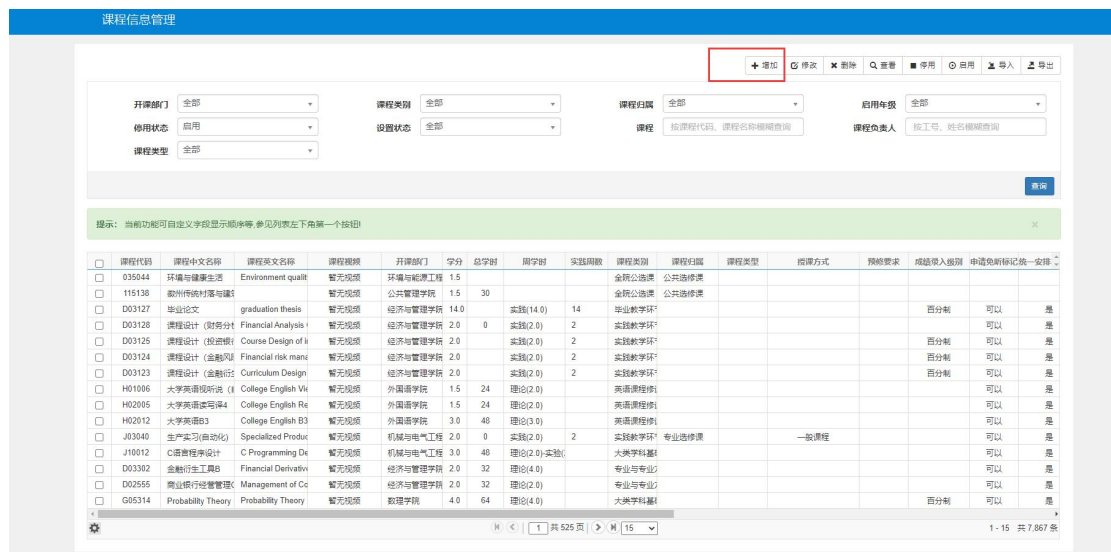 课程信息管理
增加 修改 删除 查看 停用 启用 导入 导出
开课部门 全部 课程类别 全部 课程归属 全部 启用年级 全部
停用状态 启用 设置状态 全部 课程 按课程代码、课程名称模糊查询 课程负责人 按工号、姓名模糊查询
课程类型 全部
查询
提示: 当前功能可自定义字段显示顺序等,参见列表左下角第一个按钮!
课程代码 课程中文名称 课程英文名称 课程视频 开课部门 学分 总学时 周学时 实践周数 课程类别 课程归属 课程类型 授课方式 预修要求 成绩录入级别 申请免听标记 统一安排
035044 环境与健康生活 Environment qualit 暂无视频 环境与能源工程 1.5 全院公选课 公共选修课
115138 徽州传统村落与建筑 暂无视频 公共管理学院 1.5 30 全院公选课 公共选修课
D03127 毕业论文 graduation thesis 暂无视频 经济与管理学院 14.0 实践(14.0) 14 毕业教学环节 百分制 可以 是
D03128 课程设计(财务分析 Financial Analysis 暂无视频 经济与管理学院 2.0 0 实践(2.0) 2 实践教学环节 可以 是
D03125 课程设计(投资银行 Course Design of i 暂无视频 经济与管理学院 2.0 实践(2.0) 2 实践教学环节 百分制 可以 是
D03124 课程设计(金融风险 Financial risk mana 暂无视频 经济与管理学院 2.0 实践(2.0) 2 实践教学环节 百分制 可以 是
D03123 课程设计(金融衍生 Curriculum Design 暂无视频 经济与管理学院 2.0 实践(2.0) 2 实践教学环节 百分制 可以 是
H01006 大学英语视听说( College English Vie 暂无视频 外国语学院 1.5 24 理论(2.0) 英语课程修 可以 是
H02005 大学英语读写译4 College English Re 暂无视频 外国语学院 1.5 24 理论(2.0) 英语课程修 可以 是
H02012 大学英语B3 College English B3 暂无视频 外国语学院 3.0 48 理论(3.0) 英语课程修 可以 是
J03040 生产实习(自动化) Specialized Produc 暂无视频 机械与电气工程 2.0 0 实践(2.0) 2 实践教学环节 专业选修课 一般课程 可以 是
J10012 C语言程序设计 C Programming De 暂无视频 机械与电气工程 3.0 48 理论(2.0)-实验( 大类学科基 可以 是
D03302 金融衍生工具B Financial Derivativ 暂无视频 经济与管理学院 2.0 32 理论(4.0) 专业与专业方 可以 是
D02555 商业银行经营管理C Management of Co 暂无视频 经济与管理学院 2.0 32 理论(2.0) 专业与专业方 可以 是
G05314 Probability Theory Probability Theory 暂无视频 数理学院 4.0 64 理论(4.0) 大类学科基 百分制 可以 是
1 共 525 页 15 1 - 15 共 7,867 条